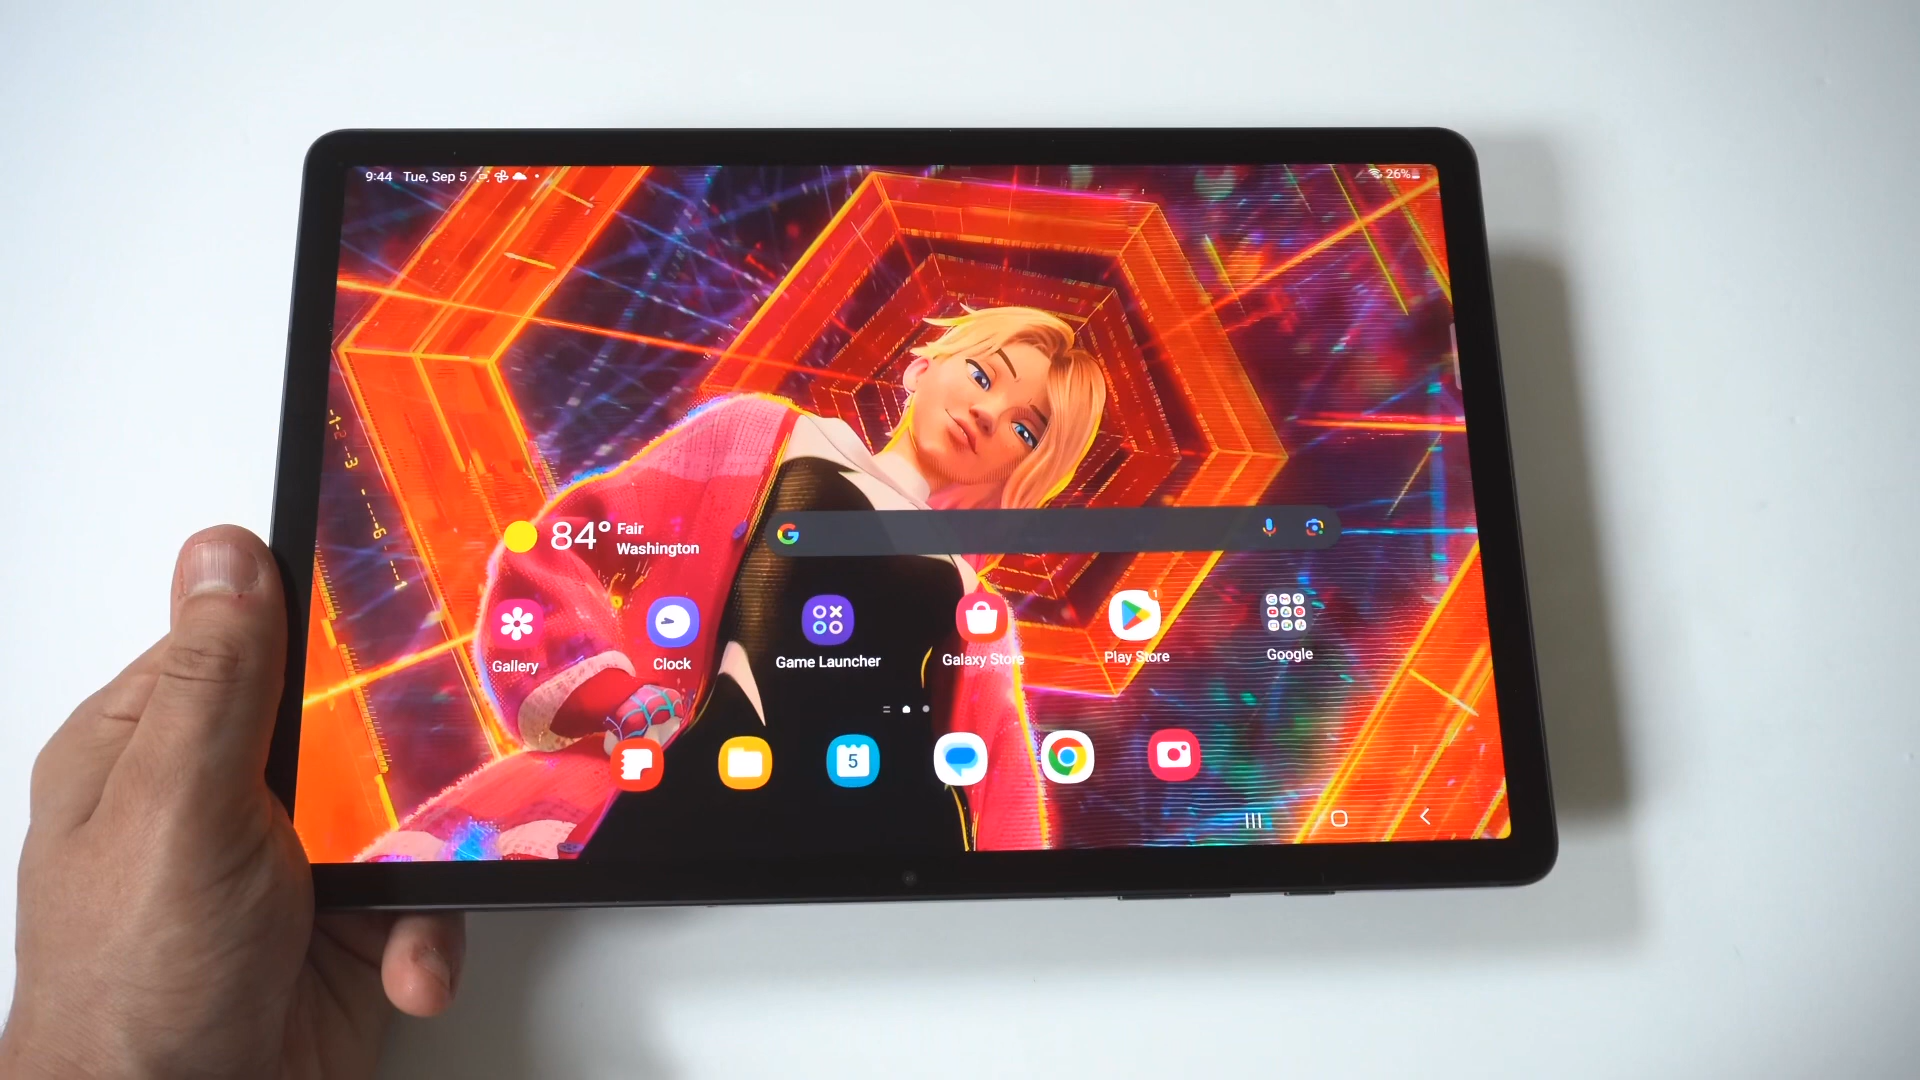 9:44 Tue, Sep 5
26%
84° Fair
Washington
Gallery
Clock
Game Launcher
Galaxy Store
1
Play Store
Google
5